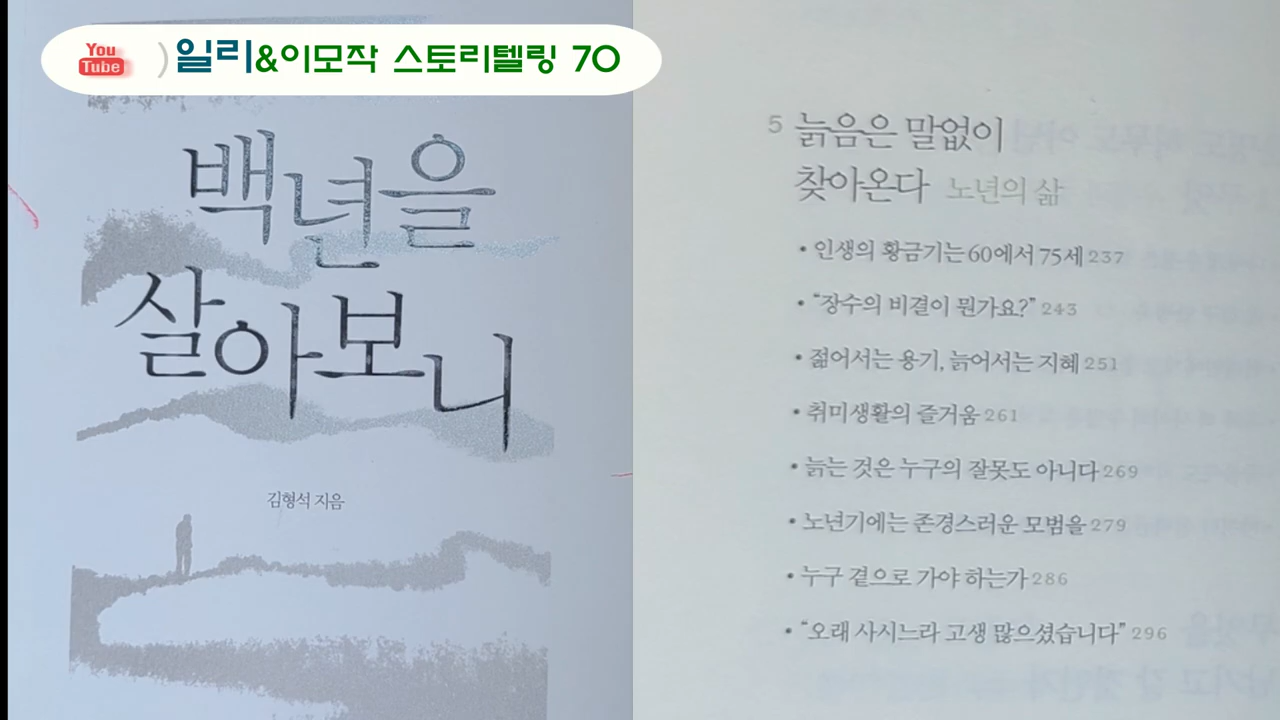 You Tube
일리&이모작 스토리텔링 70
백년을
살아보니
김형석 지음
5 늙음은 말없이
찾아온다 노년의 삶
• 인생의 황금기는 60에서 75세 237
• “장수의 비결이 뭔가요?” 243
• 젊어서는 용기, 늙어서는 지혜 251
• 취미생활의 즐거움 261
• 늙는 것은 누구의 잘못도 아니다 269
• 노년기에는 존경스러운 모범을 279
• 누구 곁으로 가야 하는가 286
• “오래 사시느라 고생 많으셨습니다” 296